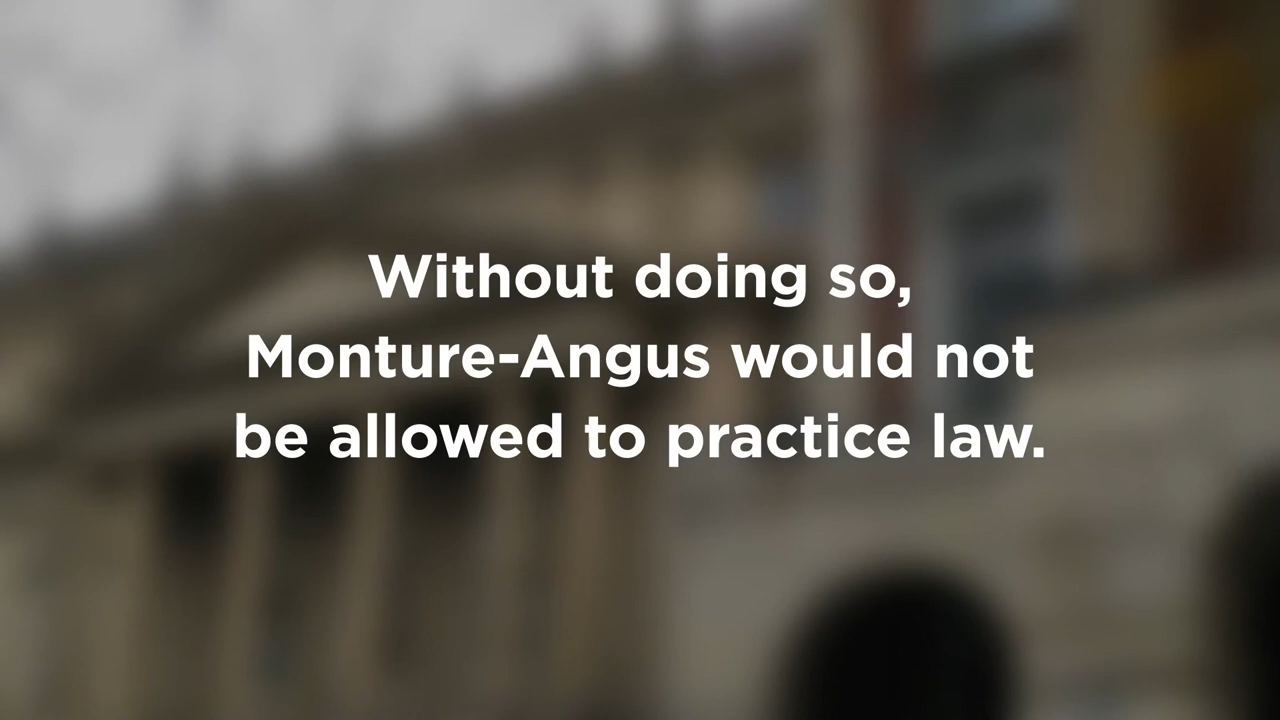 Without doing so,
Monture-Angus would not
be allowed to practice law.